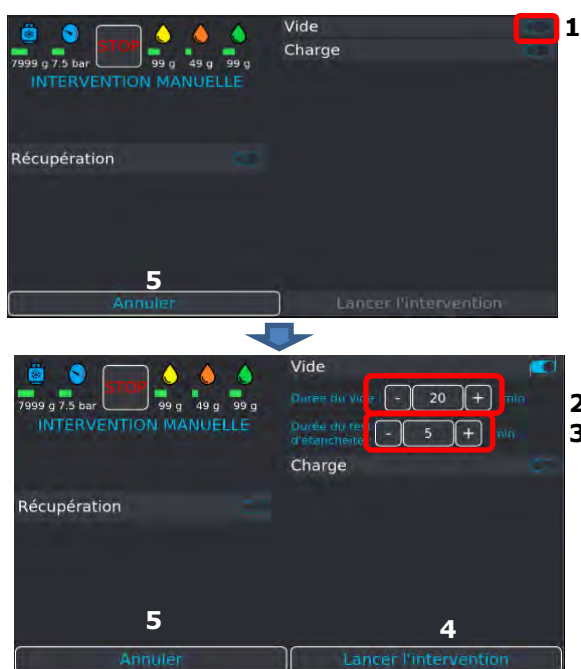 Vide
1
STOP
Charge
7999 g 7.5 bar 99 g 49 g 99 g
INTERVENTION MANUELLE
Récupération
5
Annuler
Lancer l'intervention
Vide
STOP
Durée du vide - 20 + min
2
7999 g 7.5 bar 99 g 49 g 99 g
INTERVENTION MANUELLE
Durée du test
d'étanchéité - 5 + min
3
Charge
Récupération
5
4
Annuler
Lancer l'intervention